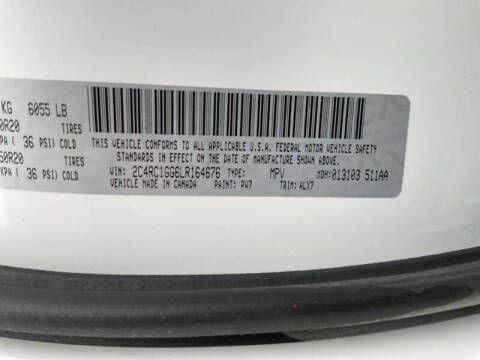 KG 6055 LB
0R20 TIRES
KPA ( 36 PSI) COLD
50R20 TIRES
KPA ( 36 PSI) COLD
THIS VEHICLE CONFORMS TO ALL APPLICABLE U.S.A. FEDERAL MOTOR VEHICLE SAFETY
STANDARDS IN EFFECT ON THE DATE OF MANUFACTURE SHOWN ABOVE.
VIN: 2C4RC1GG6LR164676 TYPE: MPV MDH: 013103 511AA
VEHICLE MADE IN CANADA PAINT: PW7 TRIM: ALX7